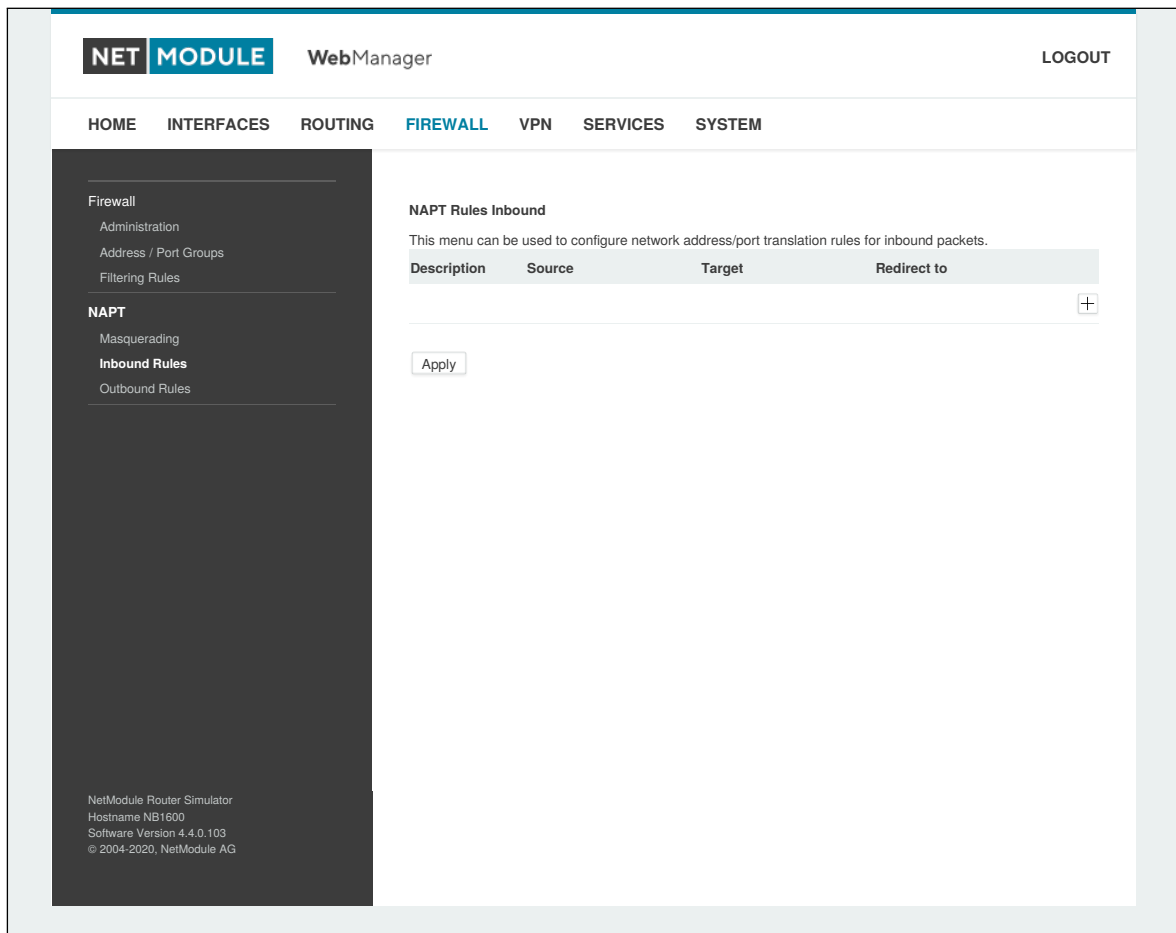 NET MODULE WebManager LOGOUT
HOME INTERFACES ROUTING FIREWALL VPN SERVICES SYSTEM
Firewall
Administration
Address / Port Groups
Filtering Rules
NAPT
Masquerading
Inbound Rules
Outbound Rules
NetModule Router Simulator
Hostname NB1600
Software Version 4.4.0.103
© 2004-2020, NetModule AG
NAPT Rules Inbound
This menu can be used to configure network address/port translation rules for inbound packets.
Description Source Target Redirect to
Apply